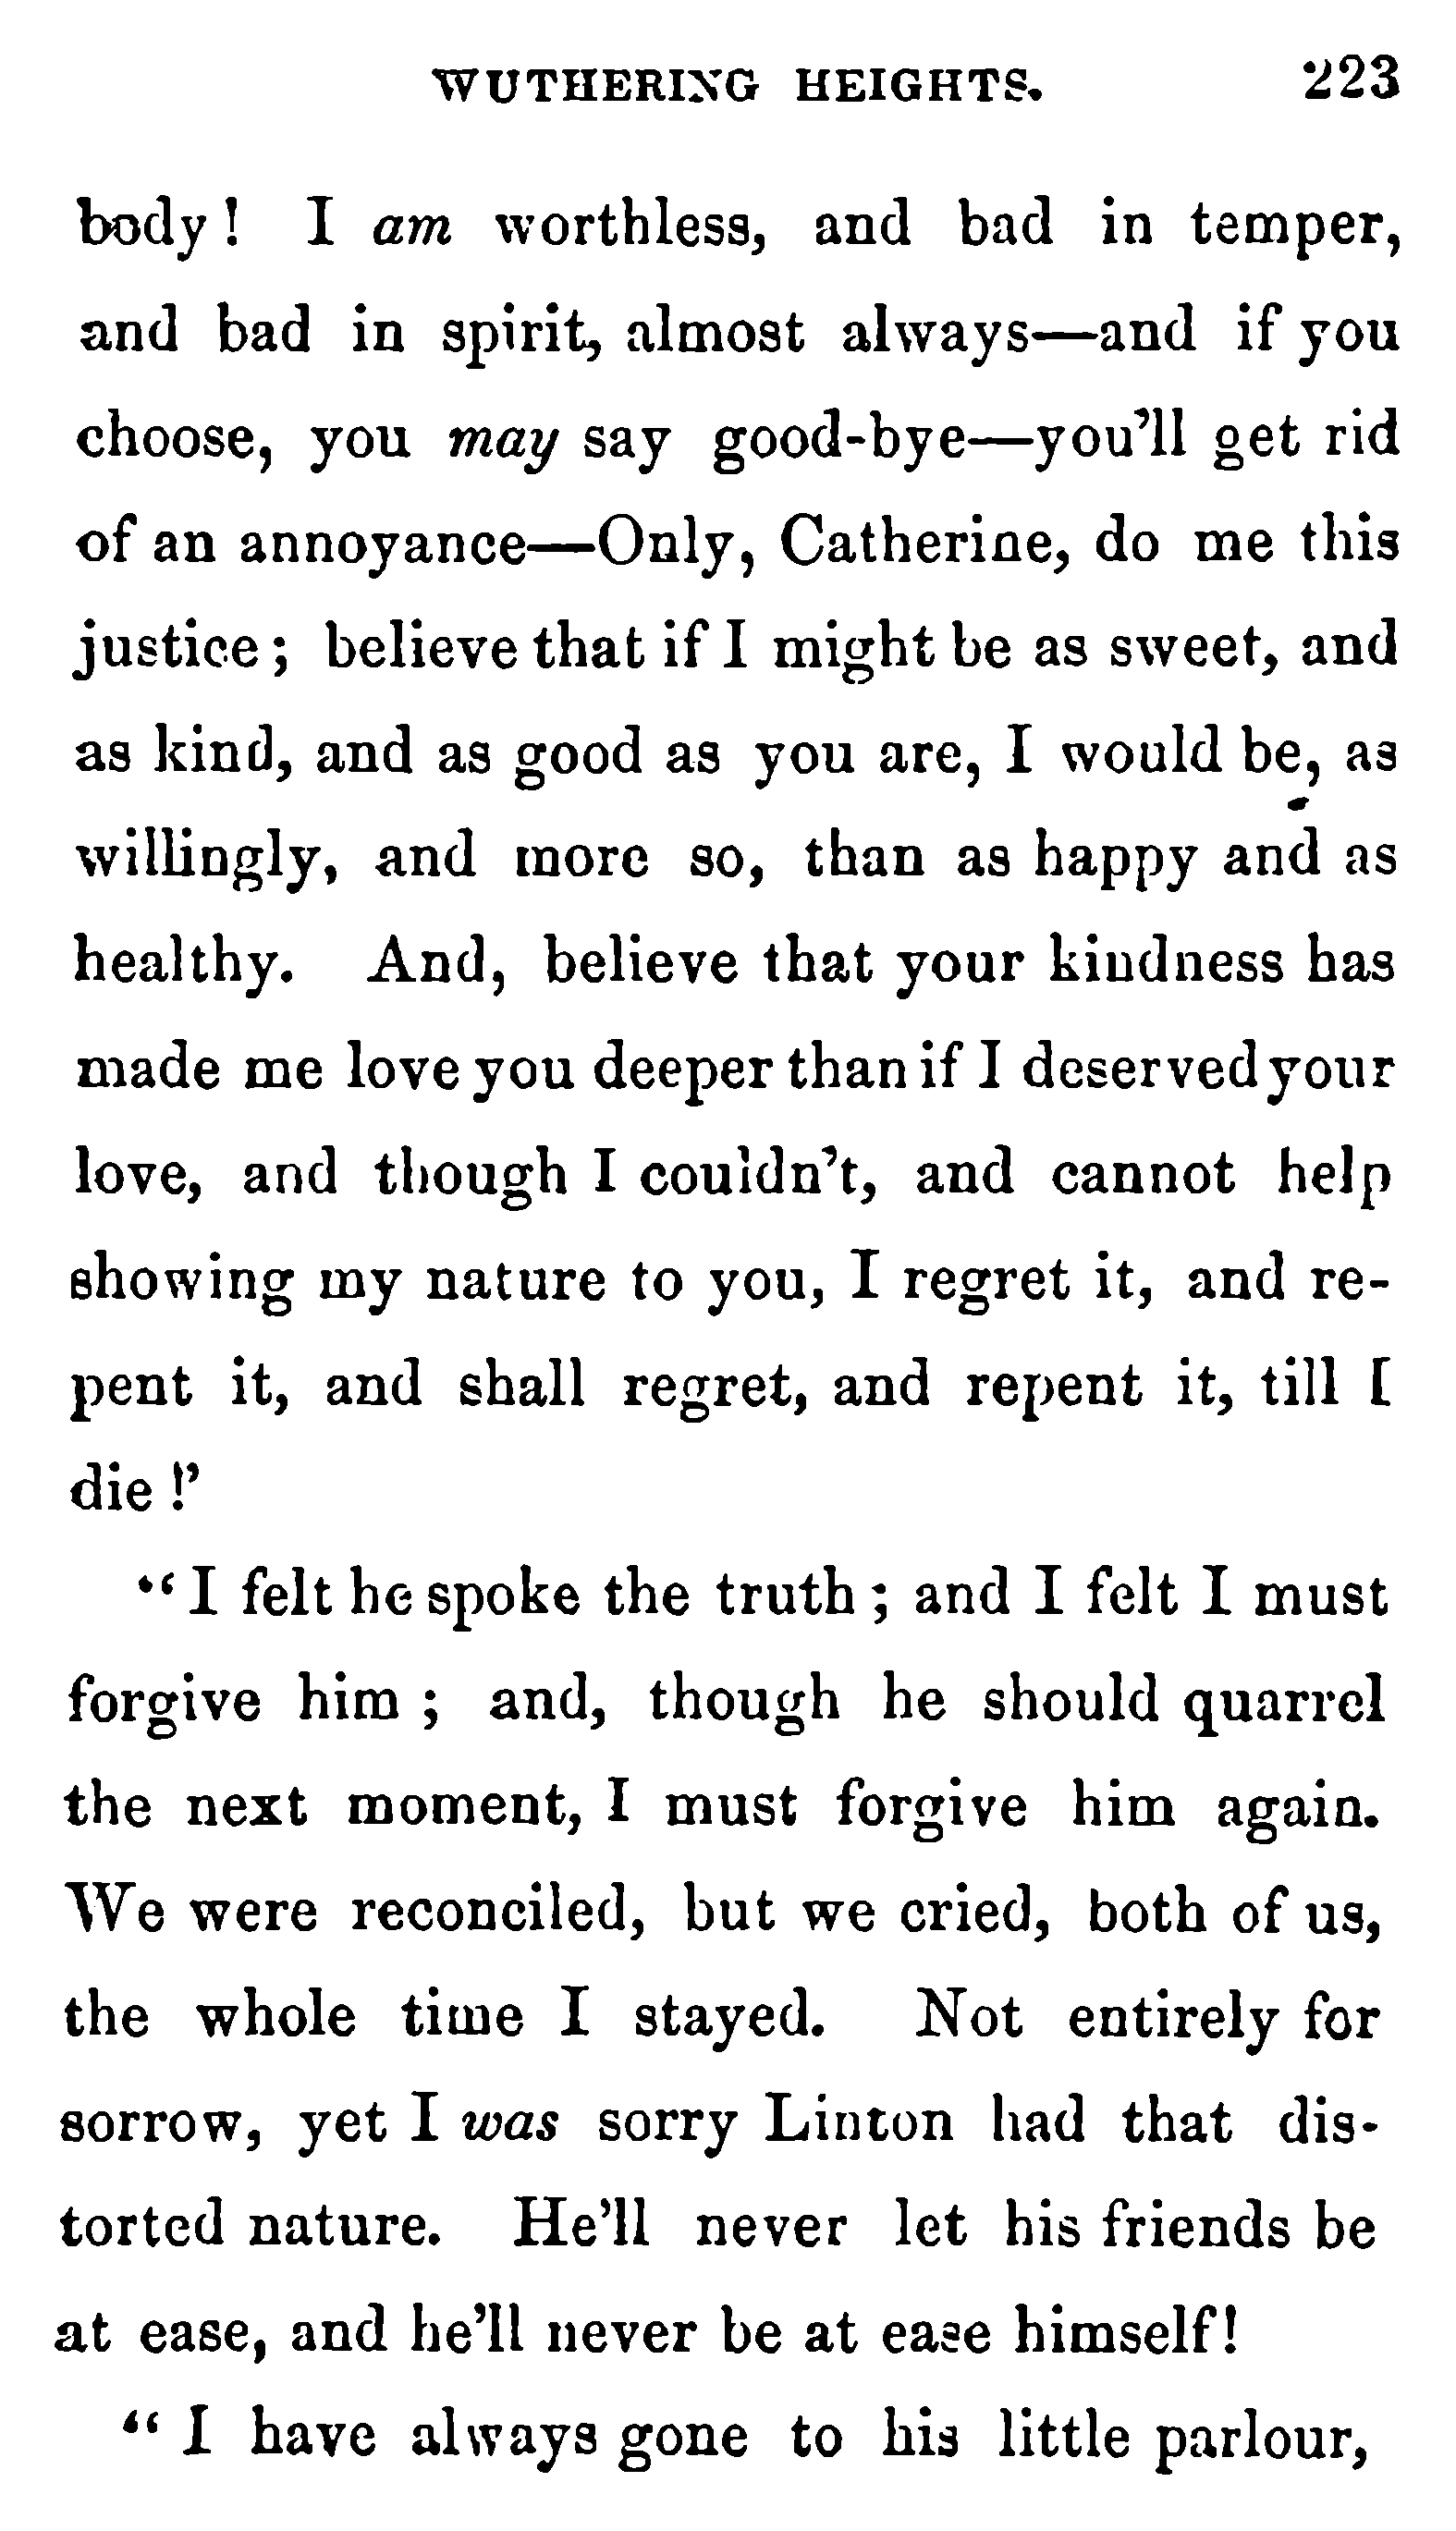 WUTHERING HEIGHTS. 223
body! I am worthless, and bad in temper,
and bad in spirit, almost always—and if you
choose, you may say good-bye—you'll get rid
of an annoyance—Only, Catherine, do me this
justice; believe that if I might be as sweet, and
as kind, and as good as you are, I would be, as
willingly, and more so, than as happy and as
healthy. And, believe that your kindness has
made me love you deeper than if I deserved your
love, and though I couldn't, and cannot help
showing my nature to you, I regret it, and re-
pent it, and shall regret, and repent it, till I
die!'
"I felt he spoke the truth; and I felt I must
forgive him; and, though he should quarrel
the next moment, I must forgive him again.
We were reconciled, but we cried, both of us,
the whole time I stayed. Not entirely for
sorrow, yet I was sorry Linton had that dis-
torted nature. He'll never let his friends be
at ease, and he'll never be at ease himself!
"I have always gone to his little parlour,